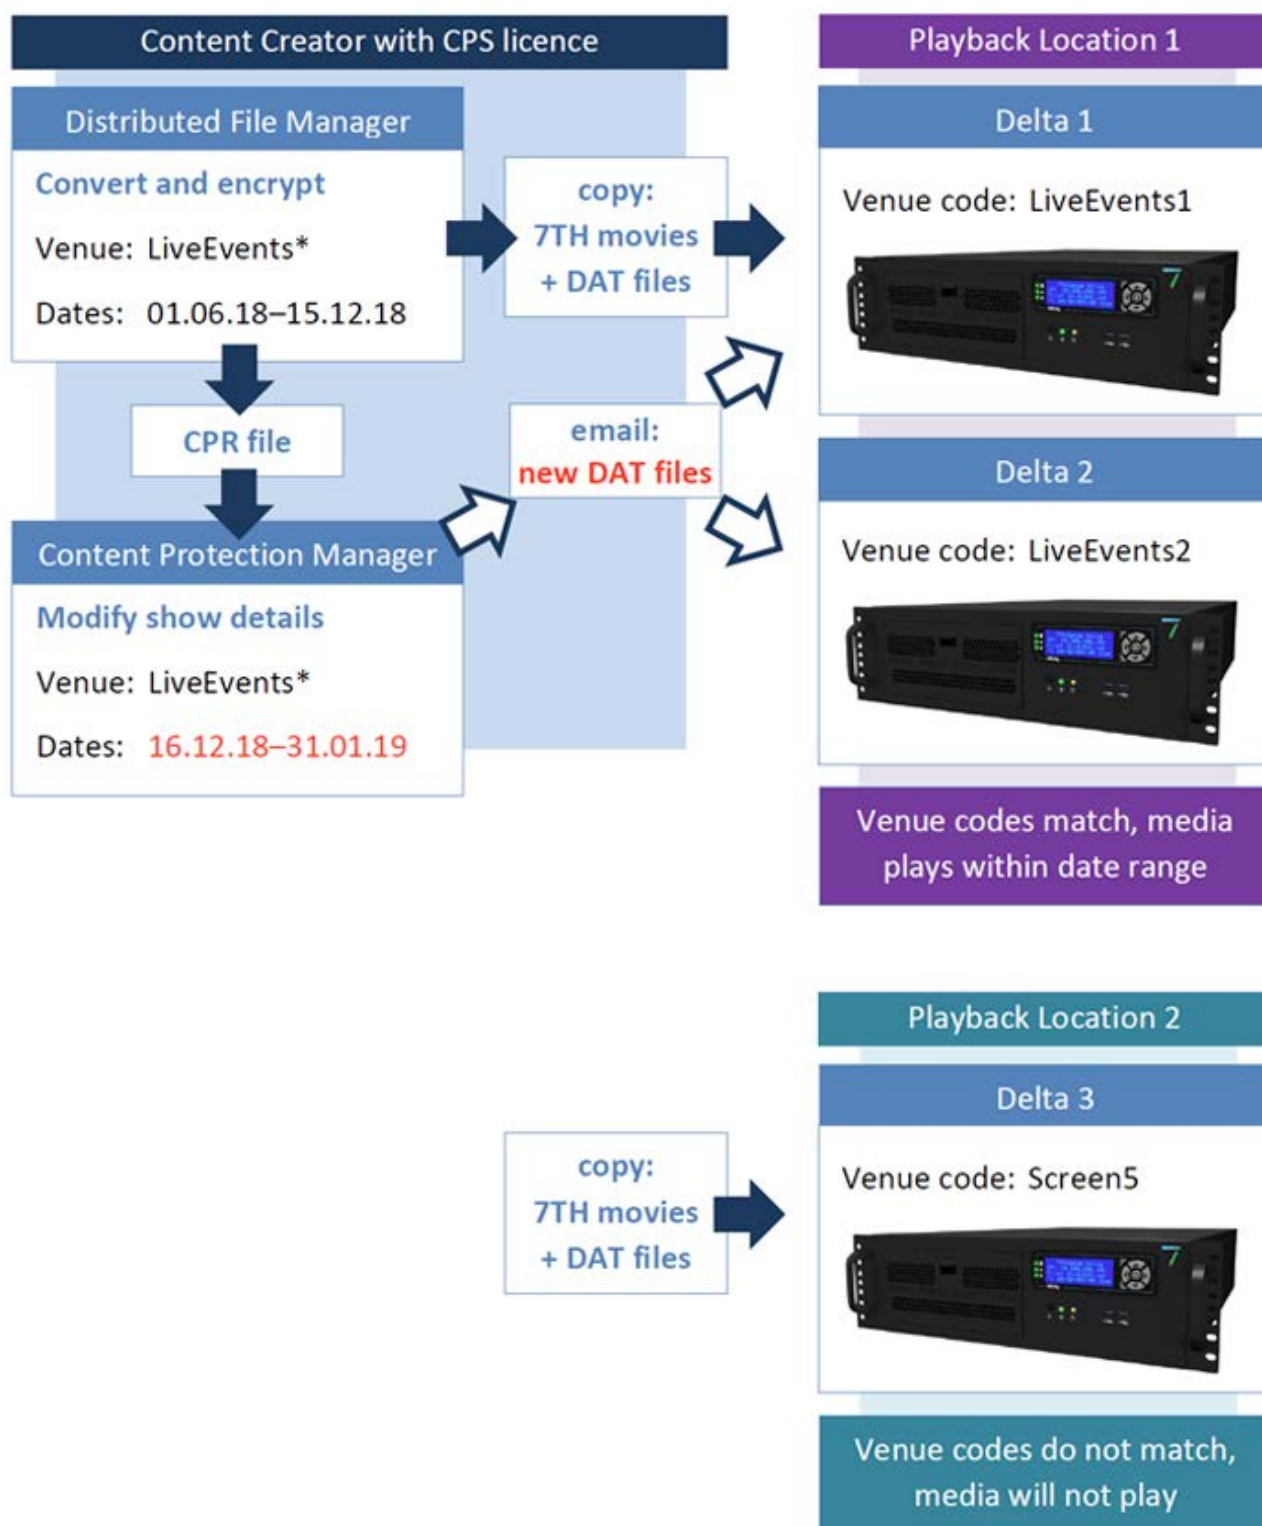 Content Creator with CPS licence
Distributed File Manager
Convert and encrypt
Venue: LiveEvents*
Dates: 01.06.18–15.12.18
CPR file
Content Protection Manager
Modify show details
Venue: LiveEvents*
Dates: 16.12.18–31.01.19
copy:
7TH movies
+ DAT files
email:
new DAT files
Playback Location 1
Delta 1
Venue code: LiveEvents1
7
Delta 2
Venue code: LiveEvents2
7
Venue codes match, media
plays within date range
Playback Location 2
copy:
7TH movies
+ DAT files
Delta 3
Venue code: Screen5
7
Venue codes do not match,
media will not play